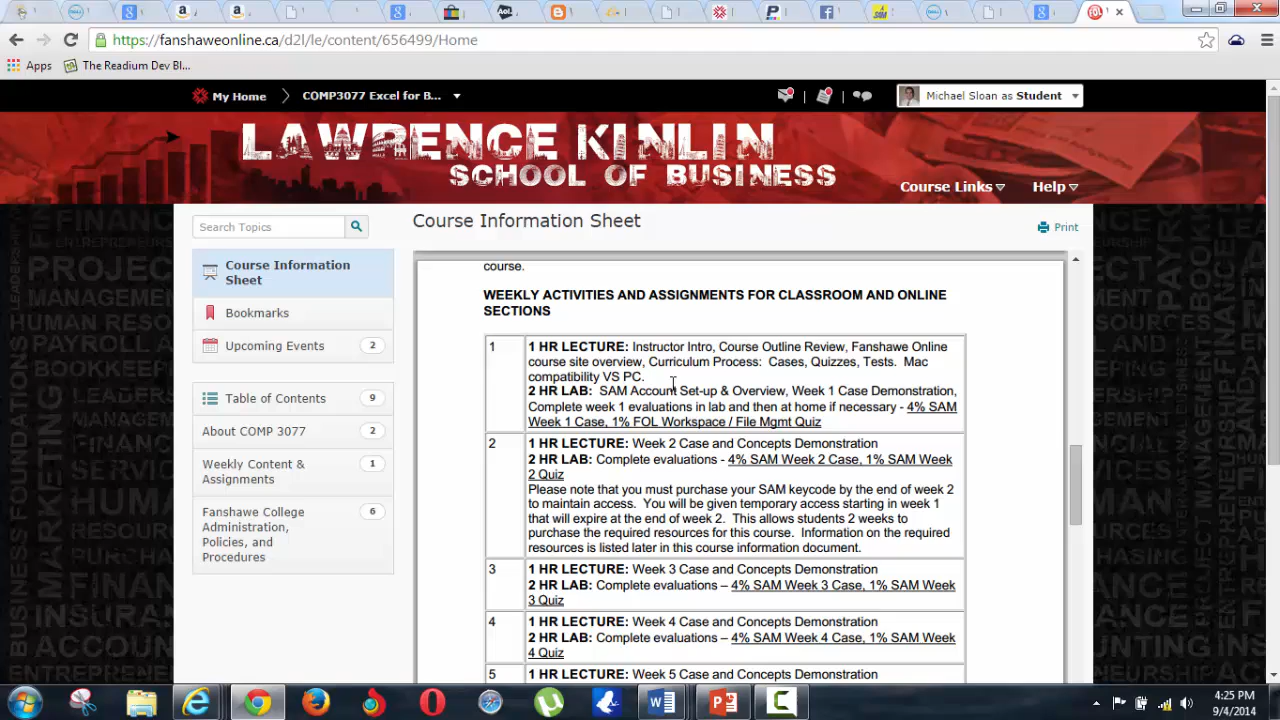 https://fanshaweonline.ca/d2l/le/content/656499/Home
Apps
The Readium Dev Bl...
My Home
COMP3077 Excel for B...
Michael Sloan as Student
LAWRENCE KINLIN
SCHOOL OF BUSINESS
Course Links
Help
Search Topics
Course Information
Sheet
Bookmarks
Upcoming Events 2
Table of Contents 9
About COMP 3077 2
Weekly Content &
Assignments 1
Fanshawe College
Administration,
Policies, and
Procedures 6
Course Information Sheet
Print
course.
WEEKLY ACTIVITIES AND ASSIGNMENTS FOR CLASSROOM AND ONLINE
SECTIONS
1 1 HR LECTURE: Instructor Intro, Course Outline Review, Fanshawe Online
course site overview, Curriculum Process: Cases, Quizzes, Tests. Mac
compatibility VS PC.
2 HR LAB: SAM Account Set-up & Overview, Week 1 Case Demonstration,
Complete week 1 evaluations in lab and then at home if necessary - 4% SAM
Week 1 Case, 1% FOL Workspace / File Mgmt Quiz
2 1 HR LECTURE: Week 2 Case and Concepts Demonstration
2 HR LAB: Complete evaluations - 4% SAM Week 2 Case, 1% SAM Week
2 Quiz
Please note that you must purchase your SAM keycode by the end of week 2
to maintain access. You will be given temporary access starting in week 1
that will expire at the end of week 2. This allows students 2 weeks to
purchase the required resources for this course. Information on the required
resources is listed later in this course information document.
3 1 HR LECTURE: Week 3 Case and Concepts Demonstration
2 HR LAB: Complete evaluations – 4% SAM Week 3 Case, 1% SAM Week
3 Quiz
4 1 HR LECTURE: Week 4 Case and Concepts Demonstration
2 HR LAB: Complete evaluations – 4% SAM Week 4 Case, 1% SAM Week
4 Quiz
5 1 HR LECTURE: Week 5 Case and Concepts Demonstration
4:25 PM
9/4/2014